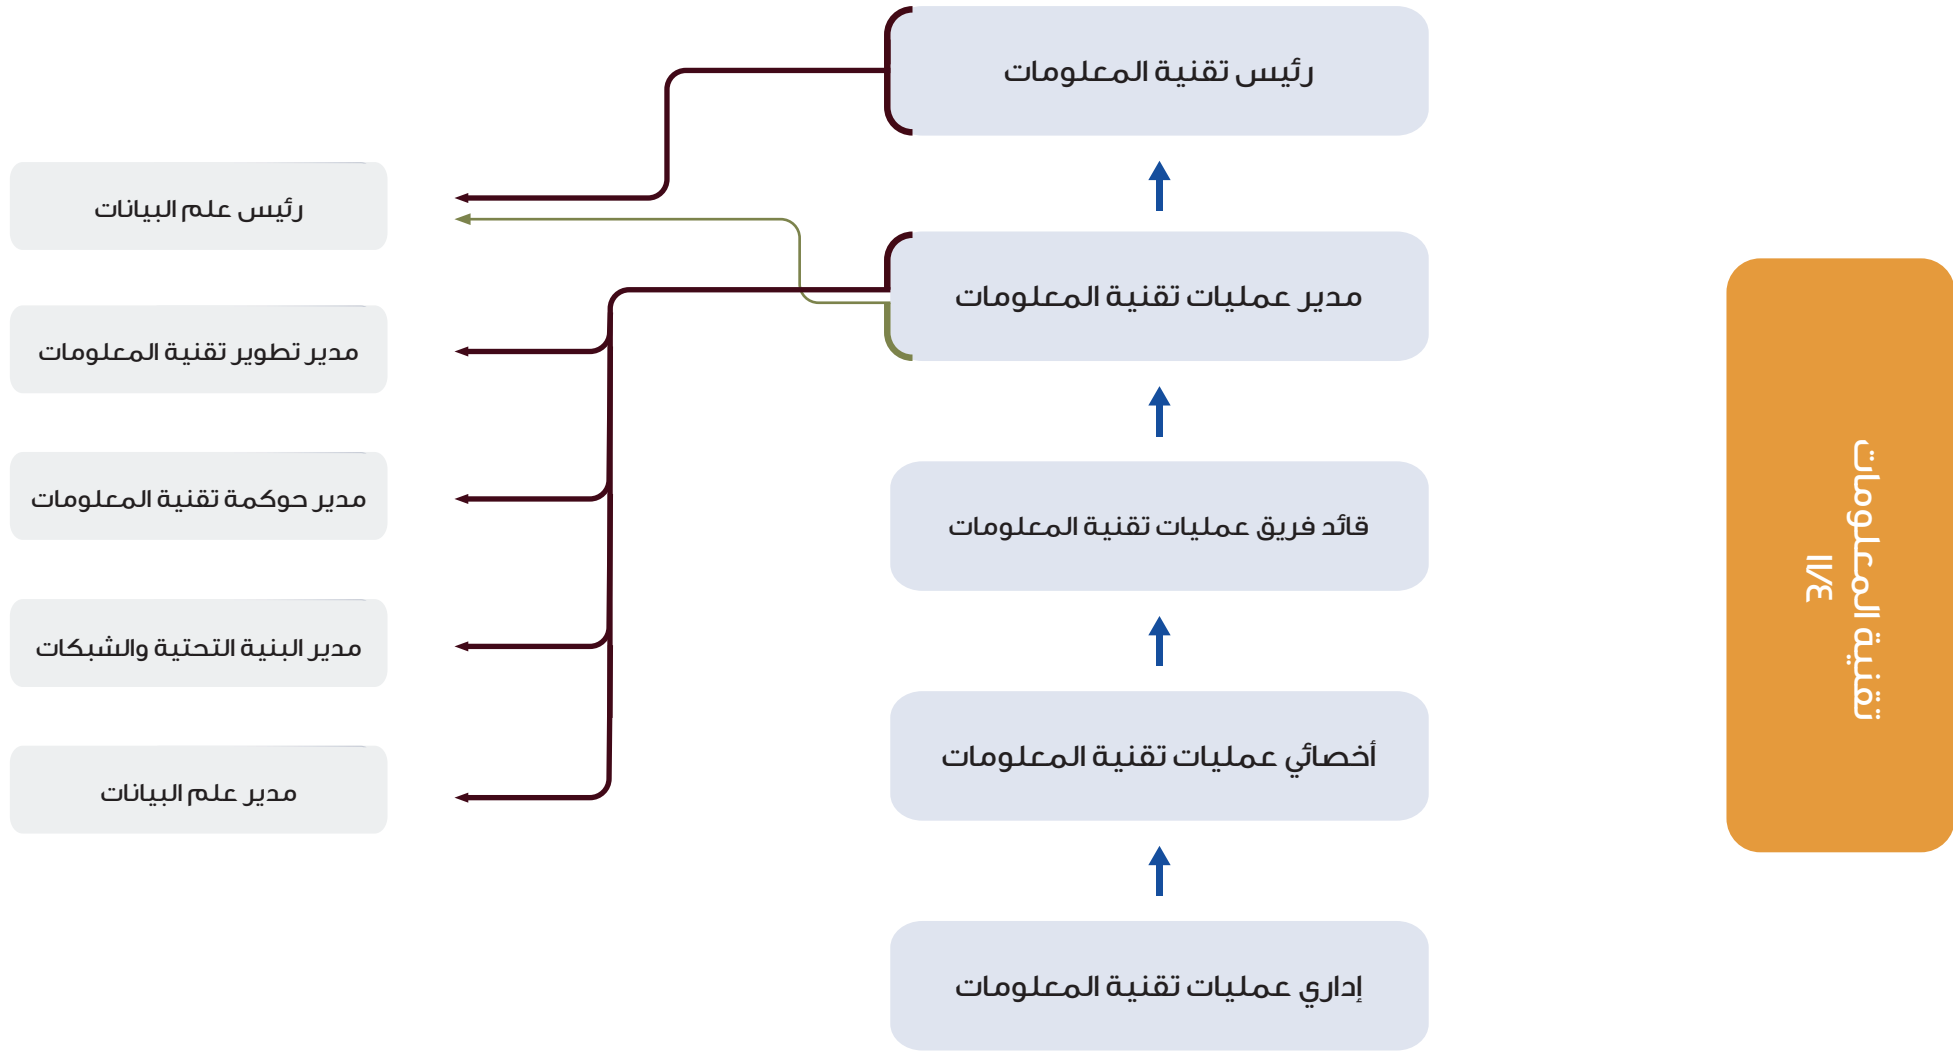 رئيس تقنية المعلومات
مدير عمليات تقنية المعلومات
قائد فريق عمليات تقنية المعلومات
أخصائي عمليات تقنية المعلومات
إداري عمليات تقنية المعلومات
رئيس علم البيانات
مدير تطوير تقنية المعلومات
مدير حوكمة تقنية المعلومات
مدير البنية التحتية والشبكات
مدير علم البيانات
تقنية المعلومات
١١/٤